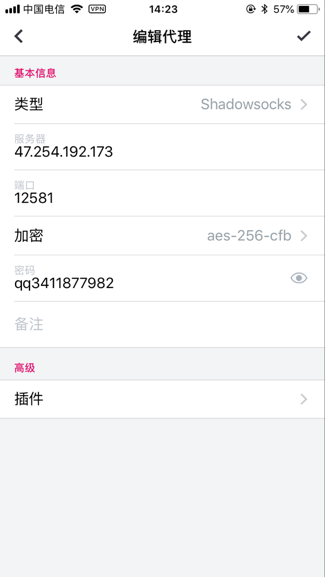 中国电信 VPN 14:23 57%
编辑代理
基本信息
类型 Shadowsocks
服务器
47.254.192.173
端口
12581
加密 aes-256-cfb
密码
qq3411877982
备注
高级
插件